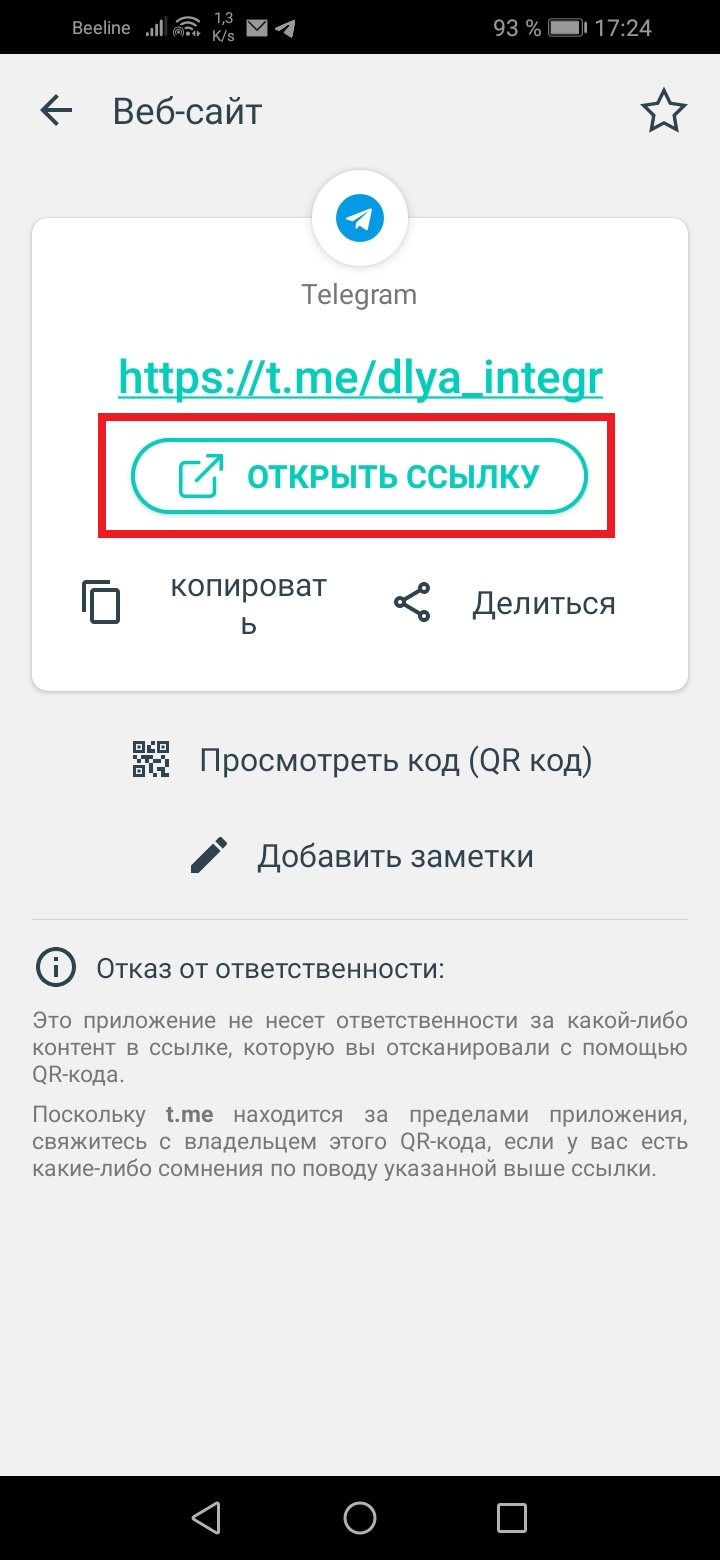 Beeline 1,3 K/s 93 % 17:24
Веб-сайт
Telegram
https://t.me/dlya_integr
ОТКРЫТЬ ССЫЛКУ
копироват
ь
Делиться
Просмотреть код (QR код)
Добавить заметки
Отказ от ответственности:
Это приложение не несет ответственности за какой-либо
контент в ссылке, которую вы отсканировали с помощью
QR-кода.
Поскольку t.me находится за пределами приложения,
свяжитесь с владельцем этого QR-кода, если у вас есть
какие-либо сомнения по поводу указанной выше ссылки.